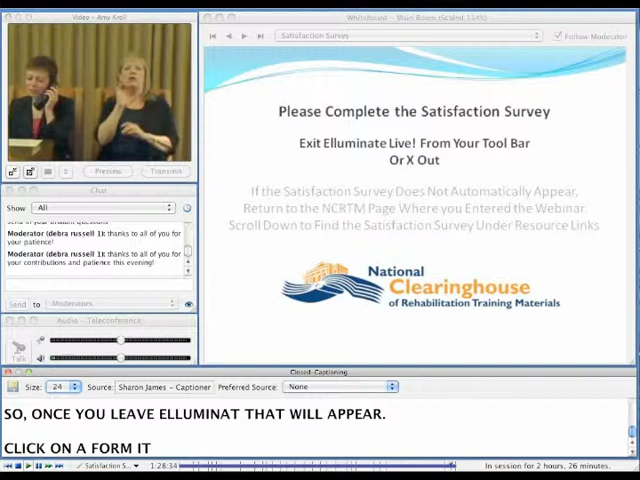 Video - Amy Kroll
Preview
Transmit
Chat
Show
All
Moderator (debra russell 1): thanks to all of you for
your patience!
Moderator (debra russell 1): thanks to all of you for
your contributions and patience this evening!
Send
to
Moderators
Audio - Teleconference
Talk
Whiteboard - Main Room (Scaled 114%)
Satisfaction Survey
Follow Moderator
Please Complete the Satisfaction Survey
Exit Elluminate Live! From Your Tool Bar
Or X Out
If the Satisfaction Survey Does Not Automatically Appear,
Return to the NCRTM Page Where you Entered the Webinar
Scroll Down to Find the Satisfaction Survey Under Resource Links
National
Clearinghouse
of Rehabilitation Training Materials
Closed-Captioning
Size:
24
Source:
Sharon James - Captioner
Preferred Source:
None
SO, ONCE YOU LEAVE ELLUMINAT THAT WILL APPEAR.
CLICK ON A FORM IT
Satisfaction S...
1:28:34
In session for 2 hours, 26 minutes.